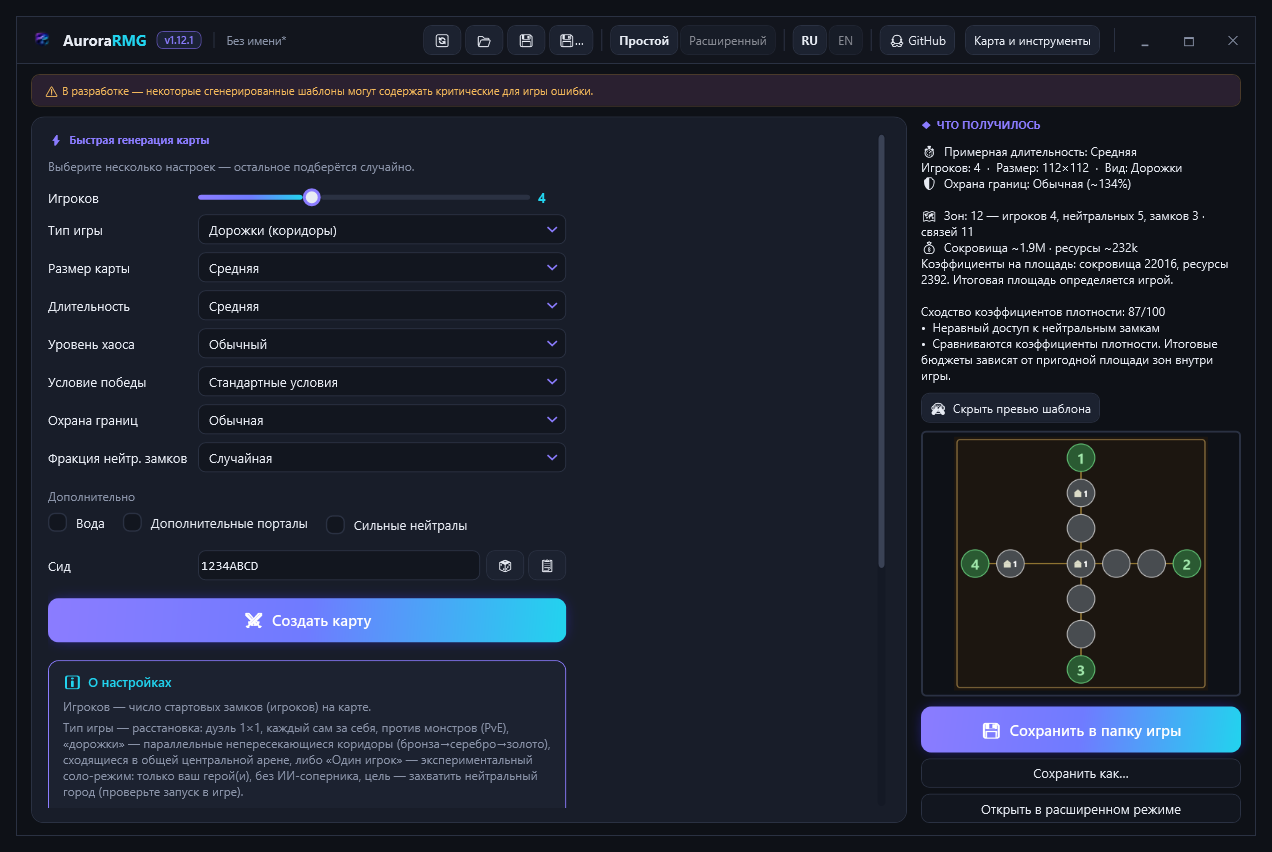 AuroraRMG v1.12.1 Без имени* Простой Расширенный RU EN GitHub Карта и инструменты
В разработке — некоторые сгенерированные шаблоны могут содержать критические для игры ошибки.
Быстрая генерация карты
Выберите несколько настроек — остальное подберётся случайно.
Игроков 4
Тип игры Дорожки (коридоры)
Размер карты Средняя
Длительность Средняя
Уровень хаоса Обычный
Условие победы Стандартные условия
Охрана границ Обычная
Фракция нейтр. замков Случайная
Дополнительно
Вода Дополнительные порталы Сильные нейтралы
Сид 1234ABCD
Создать карту
О настройках
Игроков — число стартовых замков (игроков) на карте.
Тип игры — расстановка: дуэль 1×1, каждый сам за себя, против монстров (PvE),
«дорожки» — параллельные непересекающиеся коридоры (бронза→серебро→золото),
сходящиеся в общей центральной арене, либо «Один игрок» — экспериментальный
соло-режим: только ваш герой(и), без ИИ-соперника, цель — захватить нейтральный
город (проверьте запуск в игре).
ЧТО ПОЛУЧИЛОСЬ
Примерная длительность: Средняя
Игроков: 4 · Размер: 112×112 · Вид: Дорожки
Охрана границ: Обычная (~134%)
Зон: 12 — игроков 4, нейтральных 5, замков 3 ·
связей 11
Сокровища ~1.9M · ресурсы ~232k
Коэффициенты на площадь: сокровища 22016, ресурсы
2392. Итоговая площадь определяется игрой.
Сходство коэффициентов плотности: 87/100
• Неравный доступ к нейтральным замкам
• Сравниваются коэффициенты плотности. Итоговые
бюджеты зависят от пригодной площади зон внутри
игры.
Скрыть превью шаблона
1
1
4 1 1 2
3
Сохранить в папку игры
Сохранить как...
Открыть в расширенном режиме